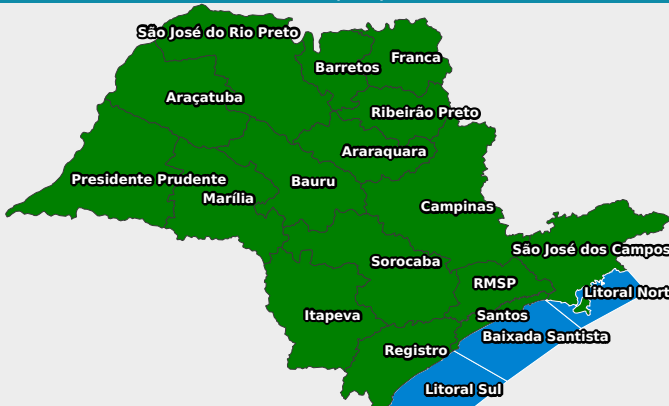 São José do Rio Preto
Franca
Barretos
Araçatuba
Ribeirão Preto
Araraquara
Presidente Prudente
Bauru
Marília
Campinas
São José dos Campos
Sorocaba
RMSP
Litoral Nort
Itapeva
Santos
Baixada Santista
Registro
Litoral Sul